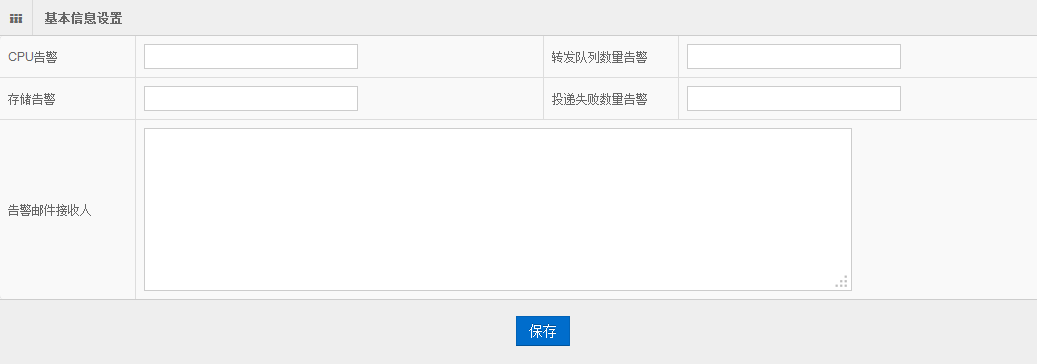 基本信息设置
CPU告警
转发队列数量告警
存储告警
投递失败数量告警
告警邮件接收人
保存